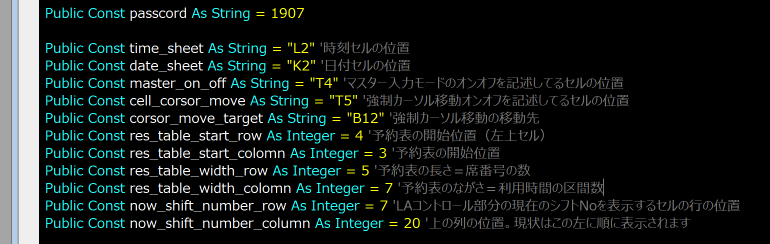 Public Const passcord As String = 1907
Public Const time_sheet As String = "L2" '時刻セルの位置
Public Const date_sheet As String = "K2" '日付セルの位置
Public Const master_on_off As String = "T4" 'マスター入力モードのオンオフを記述してるセルの位置
Public Const cell_corsor_move As String = "T5" '強制カーソル移動オンオフを記述してるセルの位置
Public Const corsor_move_target As String = "B12" '強制カーソル移動の移動先
Public Const res_table_start_row As Integer = 4 '予約表の開始位置（左上セル）
Public Const res_table_start_colomn As Integer = 3 '予約表の開始位置
Public Const res_table_width_row As Integer = 5 '予約表の長さ＝席番号の数
Public Const res_table_width_colomn As Integer = 7 '予約表のながさ＝利用時間の区間数
Public Const now_shift_number_row As Integer = 7 'LAコントロール部分の現在のシフトNoを表示するセルの行の位置
Public Const now_shift_number_column As Integer = 20 '上の列の位置。現状はこの左に順に表示されます